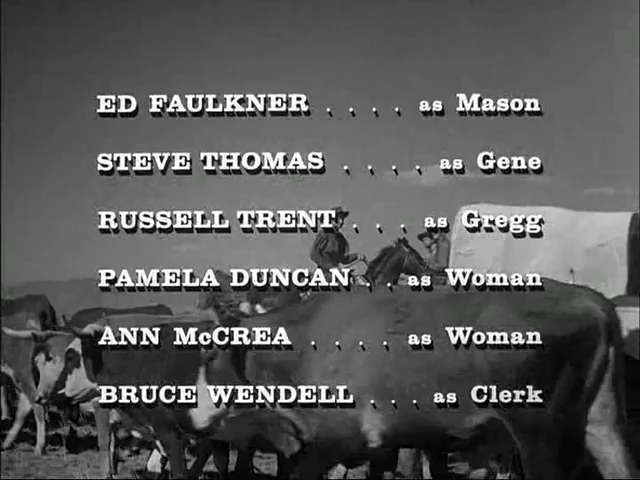 ED FAULKNER . . . . as Mason
STEVE THOMAS . . . . as Gene
RUSSELL TRENT . . . as Gregg
PAMELA DUNCAN . . as Woman
ANN McCREA . . . . as Woman
BRUCE WENDELL . . . as Clerk